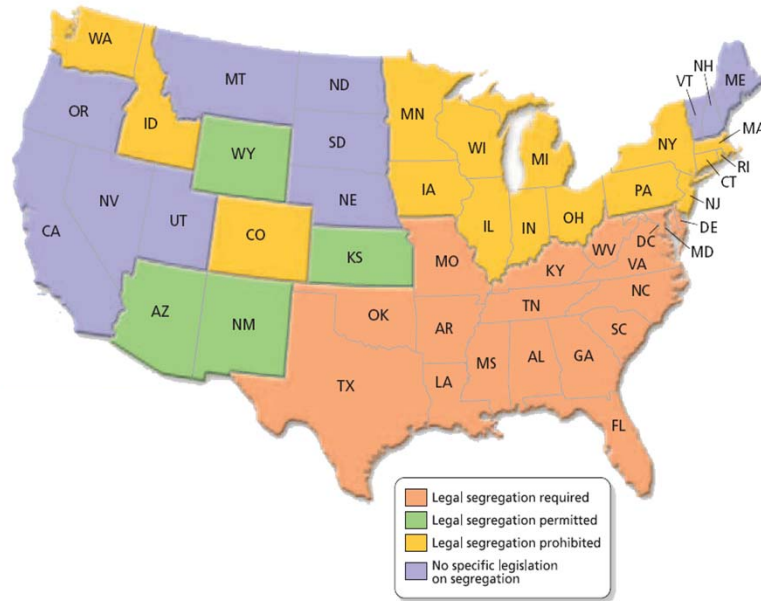 WA
MT
ND
MN
OR
ID
SD
WI
MI
NY
VT
NH
ME
MA
RI
CT
NJ
WY
NE
IA
PA
DE
MD
DC
CA
NV
UT
CO
KS
MO
IL
IN
OH
WV
VA
KY
NC
TN
SC
AZ
NM
OK
AR
TX
LA
MS
AL
GA
FL
Legal segregation required
Legal segregation permitted
Legal segregation prohibited
No specific legislation
on segregation